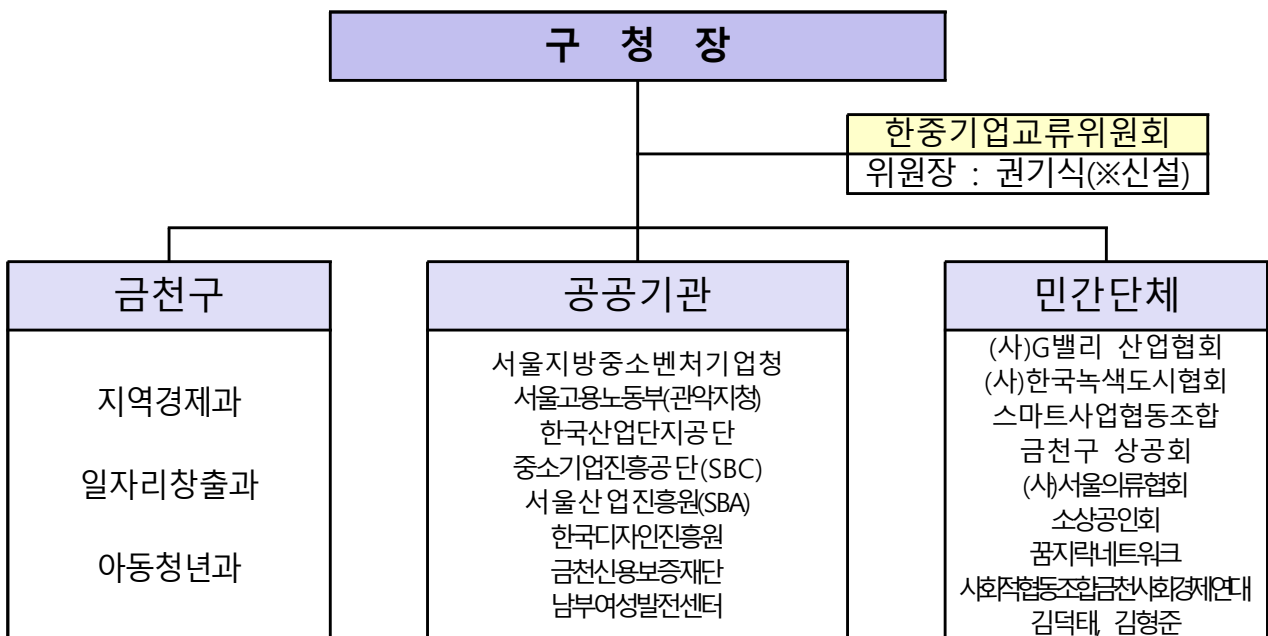 구 청 장
한중기업교류위원회
위원장 : 권기식(※신설)
금천구
지역경제과
일자리창출과
아동청년과
공공기관
서울지방중소벤처기업청
서울고용노동부(관악지청)
한국산업단지공단
중소기업진흥공단(SBC)
서울산업진흥원(SBA)
한국디자인진흥원
금천신용보증재단
남부여성발전센터
민간단체
(사)G밸리 산업협회
(사)한국녹색도시협회
스마트사업협동조합
금천구 상공회
(사)서울의류협회
소상공인회
꿈지락네트워크
사회적협동조합금천사회경제연대
김덕태, 김형준